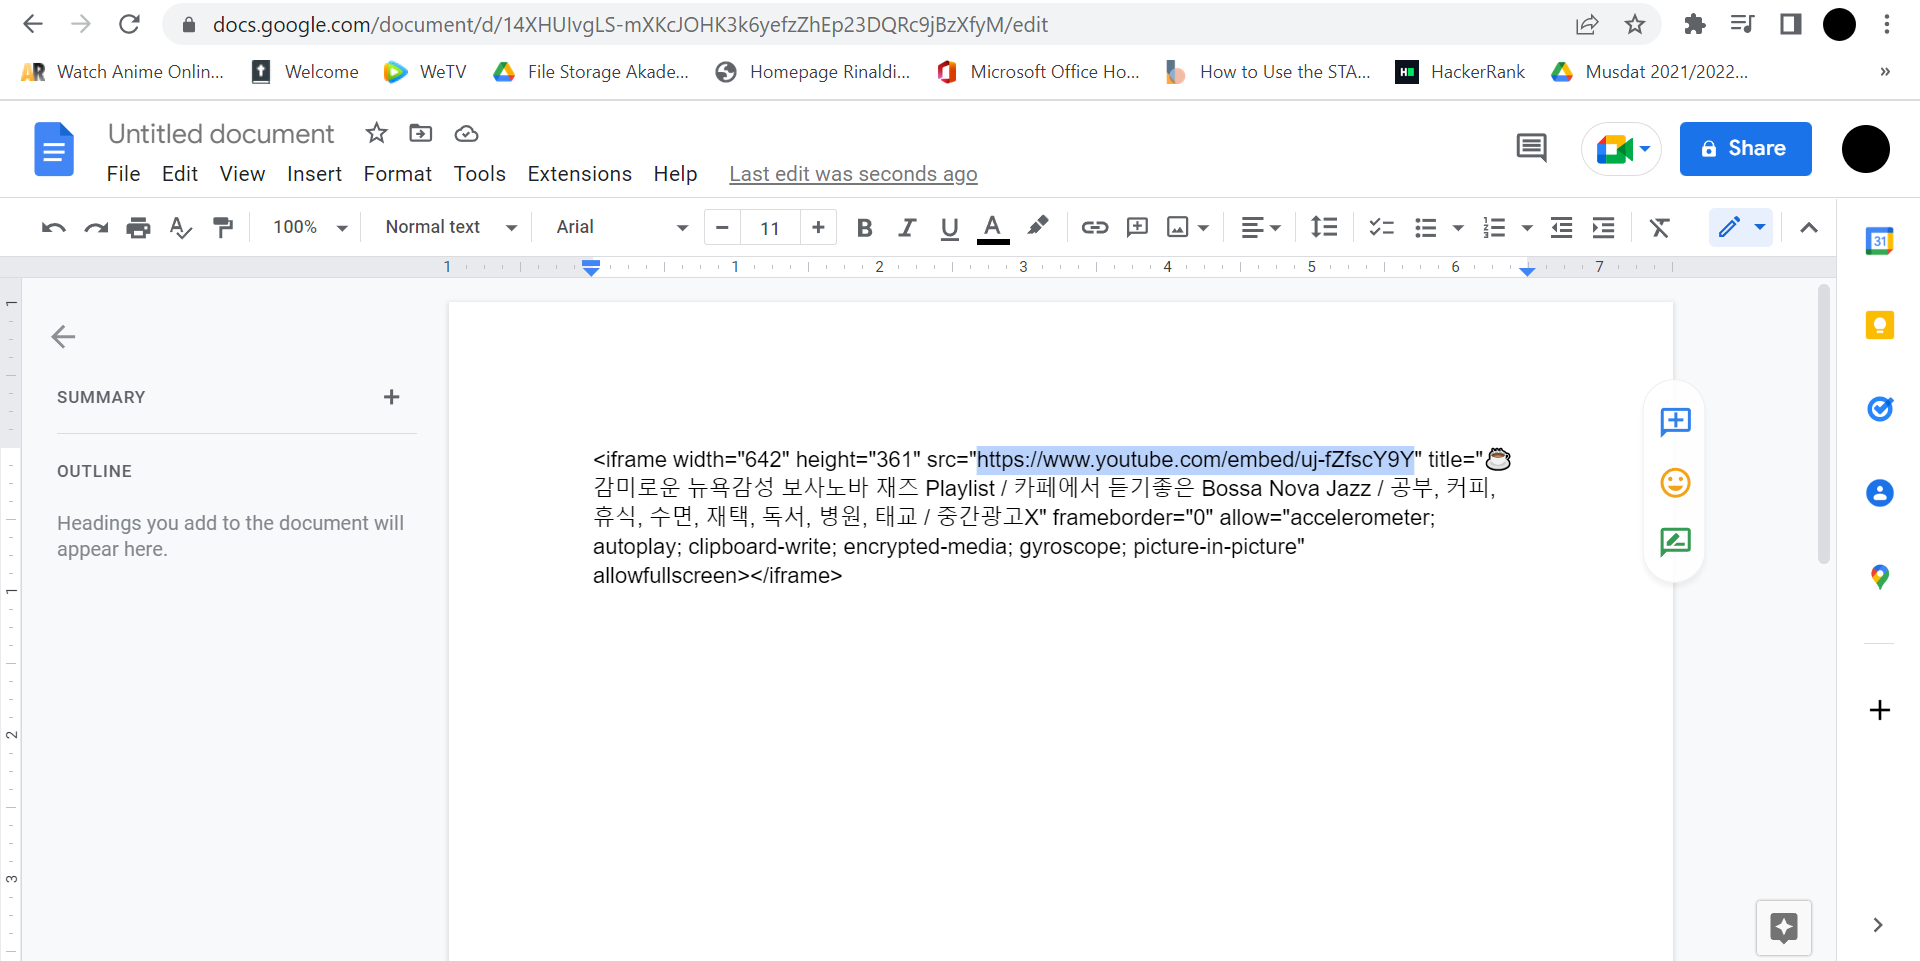 docs.google.com/document/d/14XHUIvgLS-mXKcJOHK3k6yefzZhEp23DQRc9jBzXfyM/edit
Watch Anime Onlin... Welcome WeTV File Storage Akade... Homepage Rinaldi... Microsoft Office Ho... How to Use the STA... HackerRank Musdat 2021/2022... »
Untitled document
File Edit View Insert Format Tools Extensions Help Last edit was seconds ago
Share
100% Normal text Arial 11 B I U A
31
1 1 2 3 4 5 6 7
SUMMARY
OUTLINE
Headings you add to the document will
appear here.
<iframe width="642" height="361" src="https://www.youtube.com/embed/uj-fZfscY9Y" title="☕
감미로운 뉴욕감성 보사노바 재즈 Playlist / 카페에서 듣기좋은 Bossa Nova Jazz / 공부, 커피,
휴식, 수면, 재택, 독서, 병원, 태교 / 중간광고X" frameborder="0" allow="accelerometer;
autoplay; clipboard-write; encrypted-media; gyroscope; picture-in-picture"
allowfullscreen></iframe>
1
1
2
3